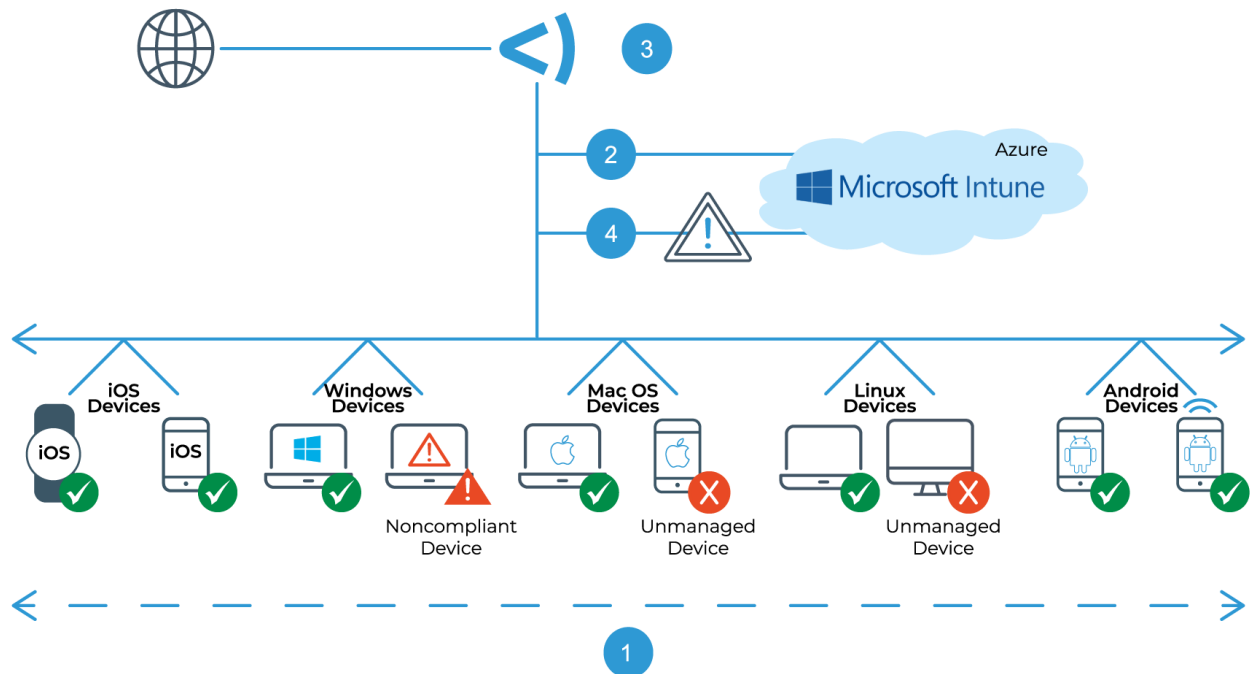 3
2
Azure
Microsoft Intune
4
iOS
Devices
Windows
Devices
Mac OS
Devices
Linux
Devices
Android
Devices
iOS
iOS
Noncompliant
Device
Unmanaged
Device
Unmanaged
Device
1